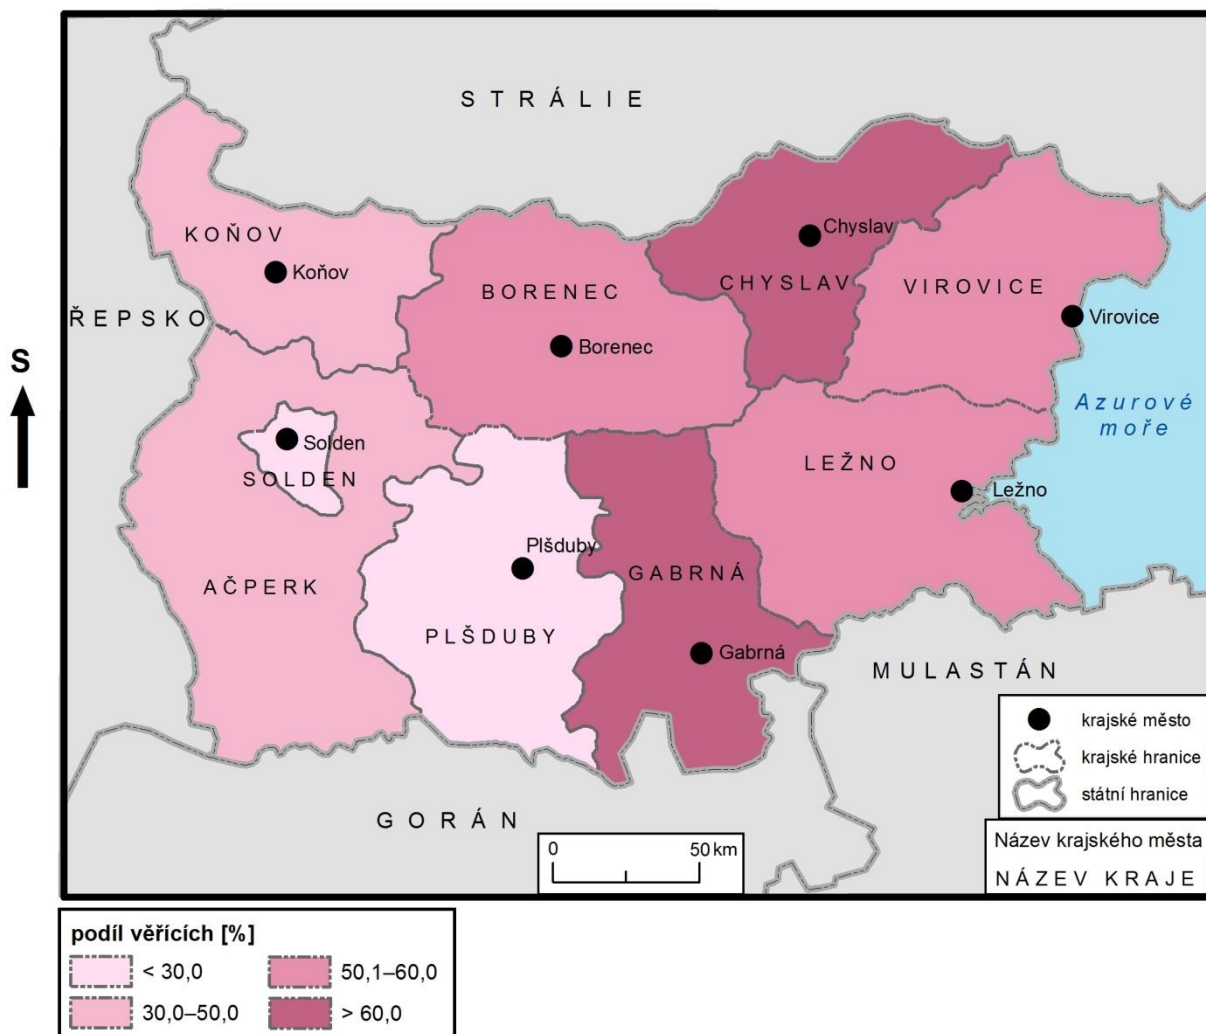 STRÁLIE
KOŇOV
Koňov
ŘEPSKO
BORENEC
Borenec
Chyslav
CHYSLAV
VIROVICE
Virovice
Azurové
moře
S
Solden
SOLDEN
LEŽNO
Ležno
Plšduby
AČPERK
PLŠDUBY
GABRNÁ
Gabrná
MULASTÁN
GORÁN
0 50 km
krajské město
krajské hranice
státní hranice
Název krajského města
NÁZEV KRAJE
podíl věřících [%]
< 30,0
30,0–50,0
50,1–60,0
> 60,0